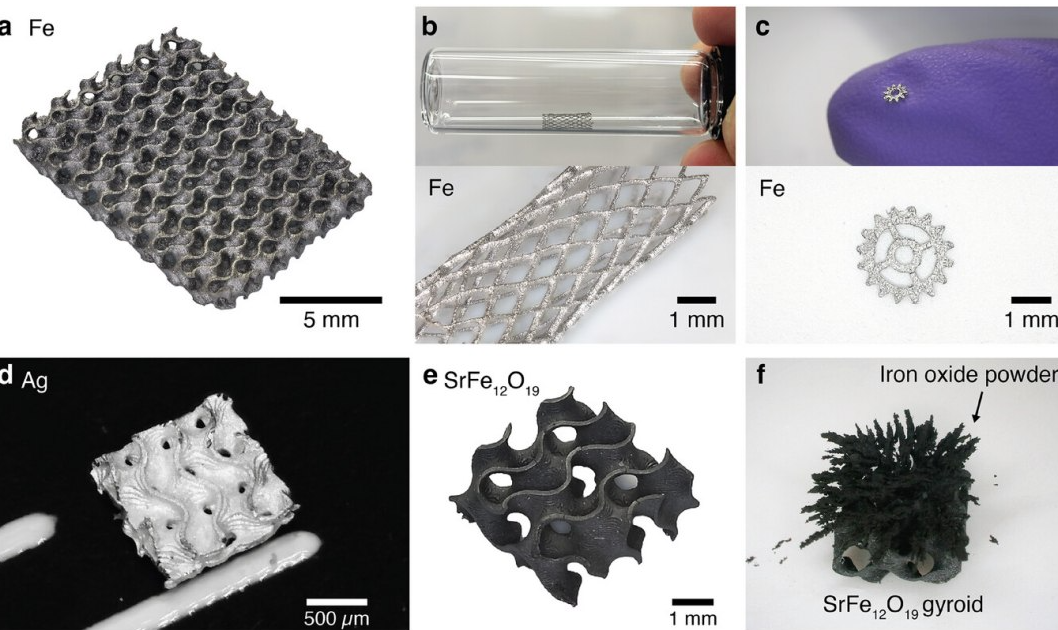 a Fe
5 mm
b
Fe
1 mm
c
Fe
1 mm
d Ag
500 µm
e SrFe₁₂O₁₉
1 mm
f
Iron oxide powder
SrFe₁₂O₁₉ gyroid